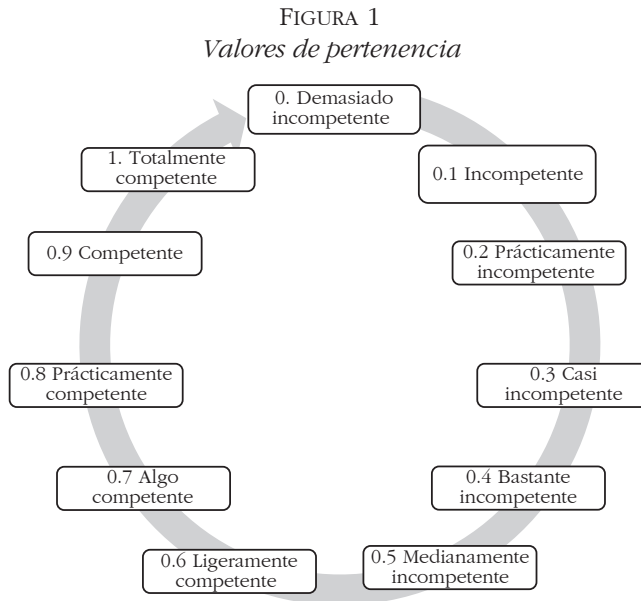 FIGURA 1
Valores de pertenencia
0. Demasiado
incompetente
0.1 Incompetente
0.2 Prácticamente
incompetente
0.3 Casi
incompetente
0.4 Bastante
incompetente
0.5 Medianamente
incompetente
0.6 Ligeramente
competente
0.7 Algo
competente
0.8 Prácticamente
competente
0.9 Competente
1. Totalmente
competente